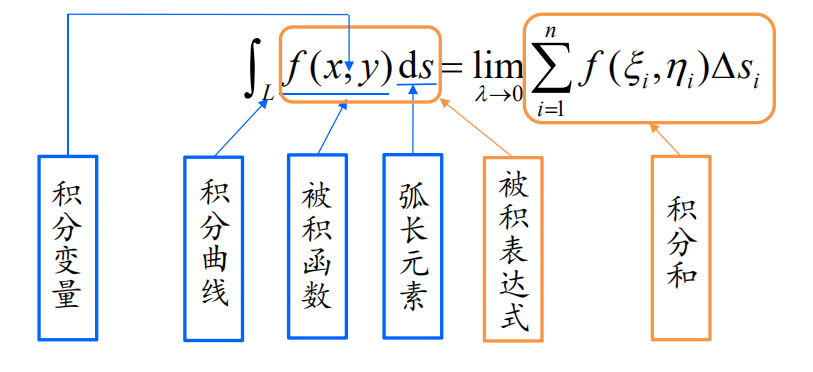 ∫_L f(x,y)ds = lim_{λ→0} ∑_{i=1}^{n} f(ξ_i,η_i)Δs_i
积分变量
积分曲线
被积函数
弧长元素
被积表达式
积分和